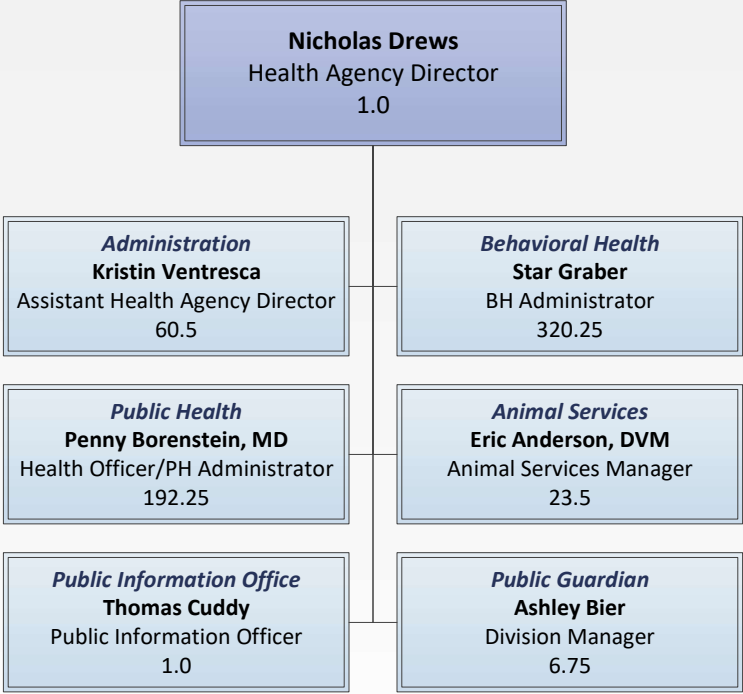 Nicholas Drews
Health Agency Director
1.0
Administration
Kristin Ventresca
Assistant Health Agency Director
60.5
Behavioral Health
Star Graber
BH Administrator
320.25
Public Health
Penny Borenstein, MD
Health Officer/PH Administrator
192.25
Animal Services
Eric Anderson, DVM
Animal Services Manager
23.5
Public Information Office
Thomas Cuddy
Public Information Officer
1.0
Public Guardian
Ashley Bier
Division Manager
6.75